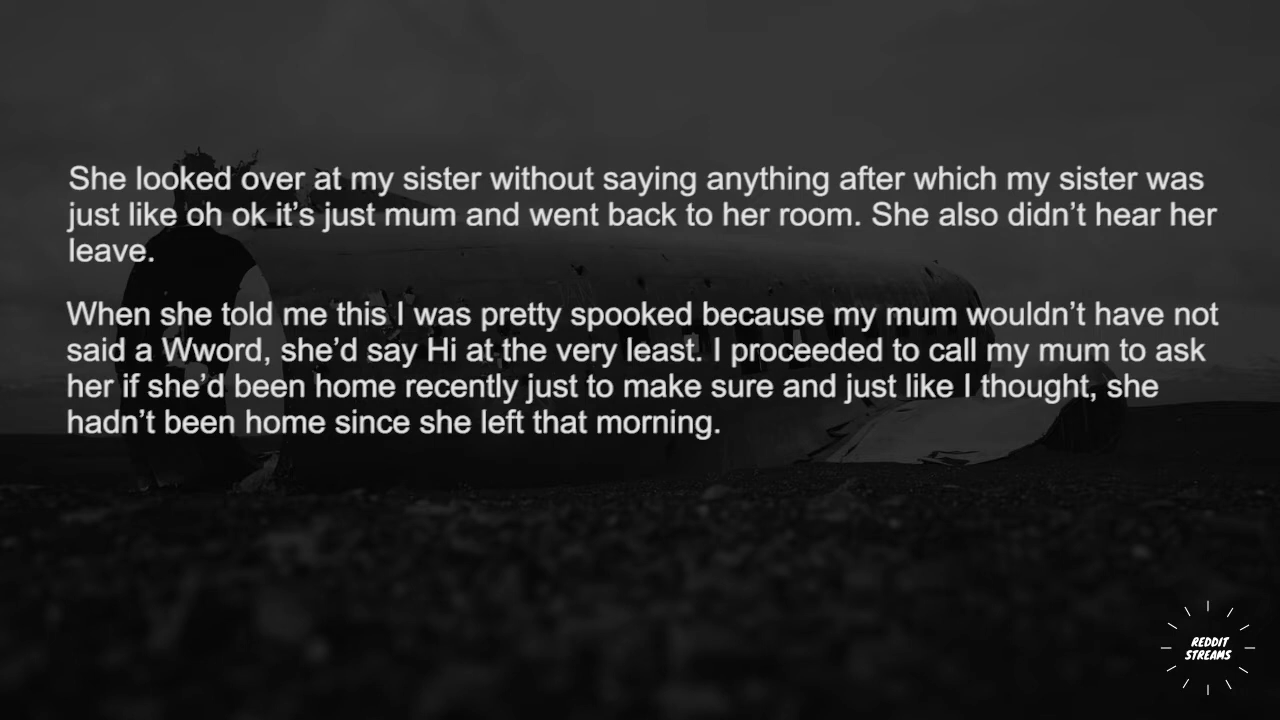 She looked over at my sister without saying anything after which my sister was
just like oh ok it’s just mum and went back to her room. She also didn’t hear her
leave.
When she told me this I was pretty spooked because my mum wouldn’t have not
said a Wword, she’d say Hi at the very least. I proceeded to call my mum to ask
her if she’d been home recently just to make sure and just like I thought, she
hadn’t been home since she left that morning.
REDDIT
STREAMS